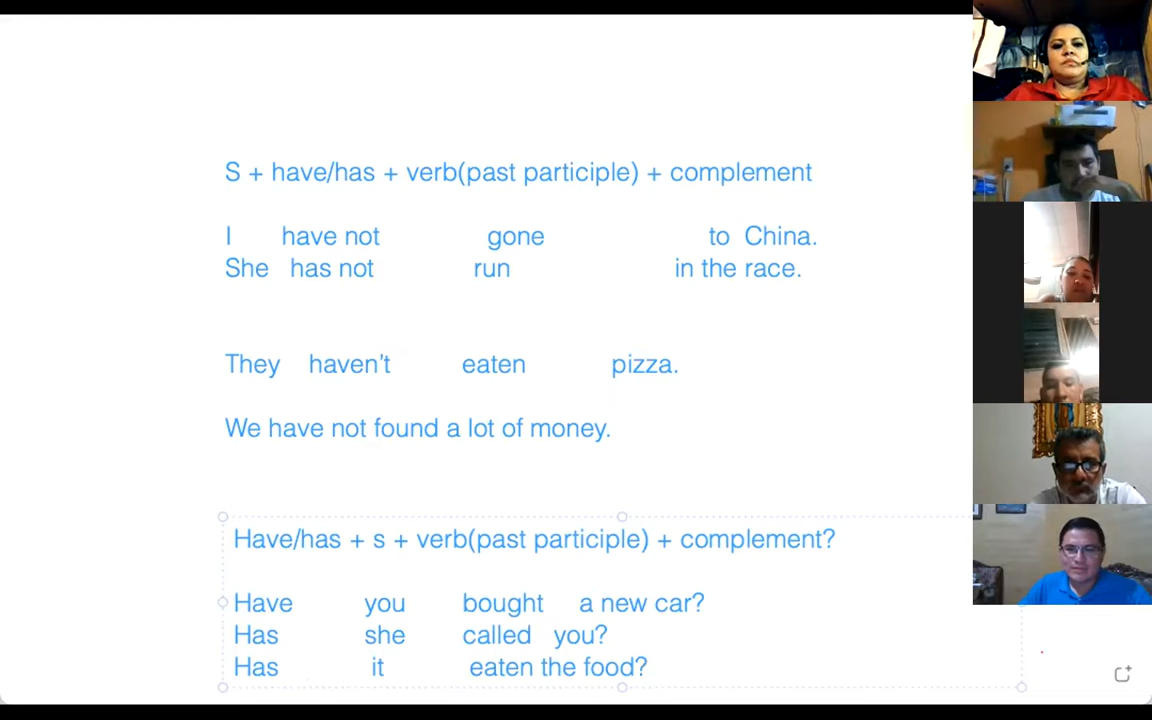 S + have/has + verb(past participle) + complement
I have not gone to China.
She has not run in the race.
They haven't eaten pizza.
We have not found a lot of money.
Have/has + s + verb(past participle) + complement?
Have you bought a new car?
Has she called you?
Has it eaten the food?